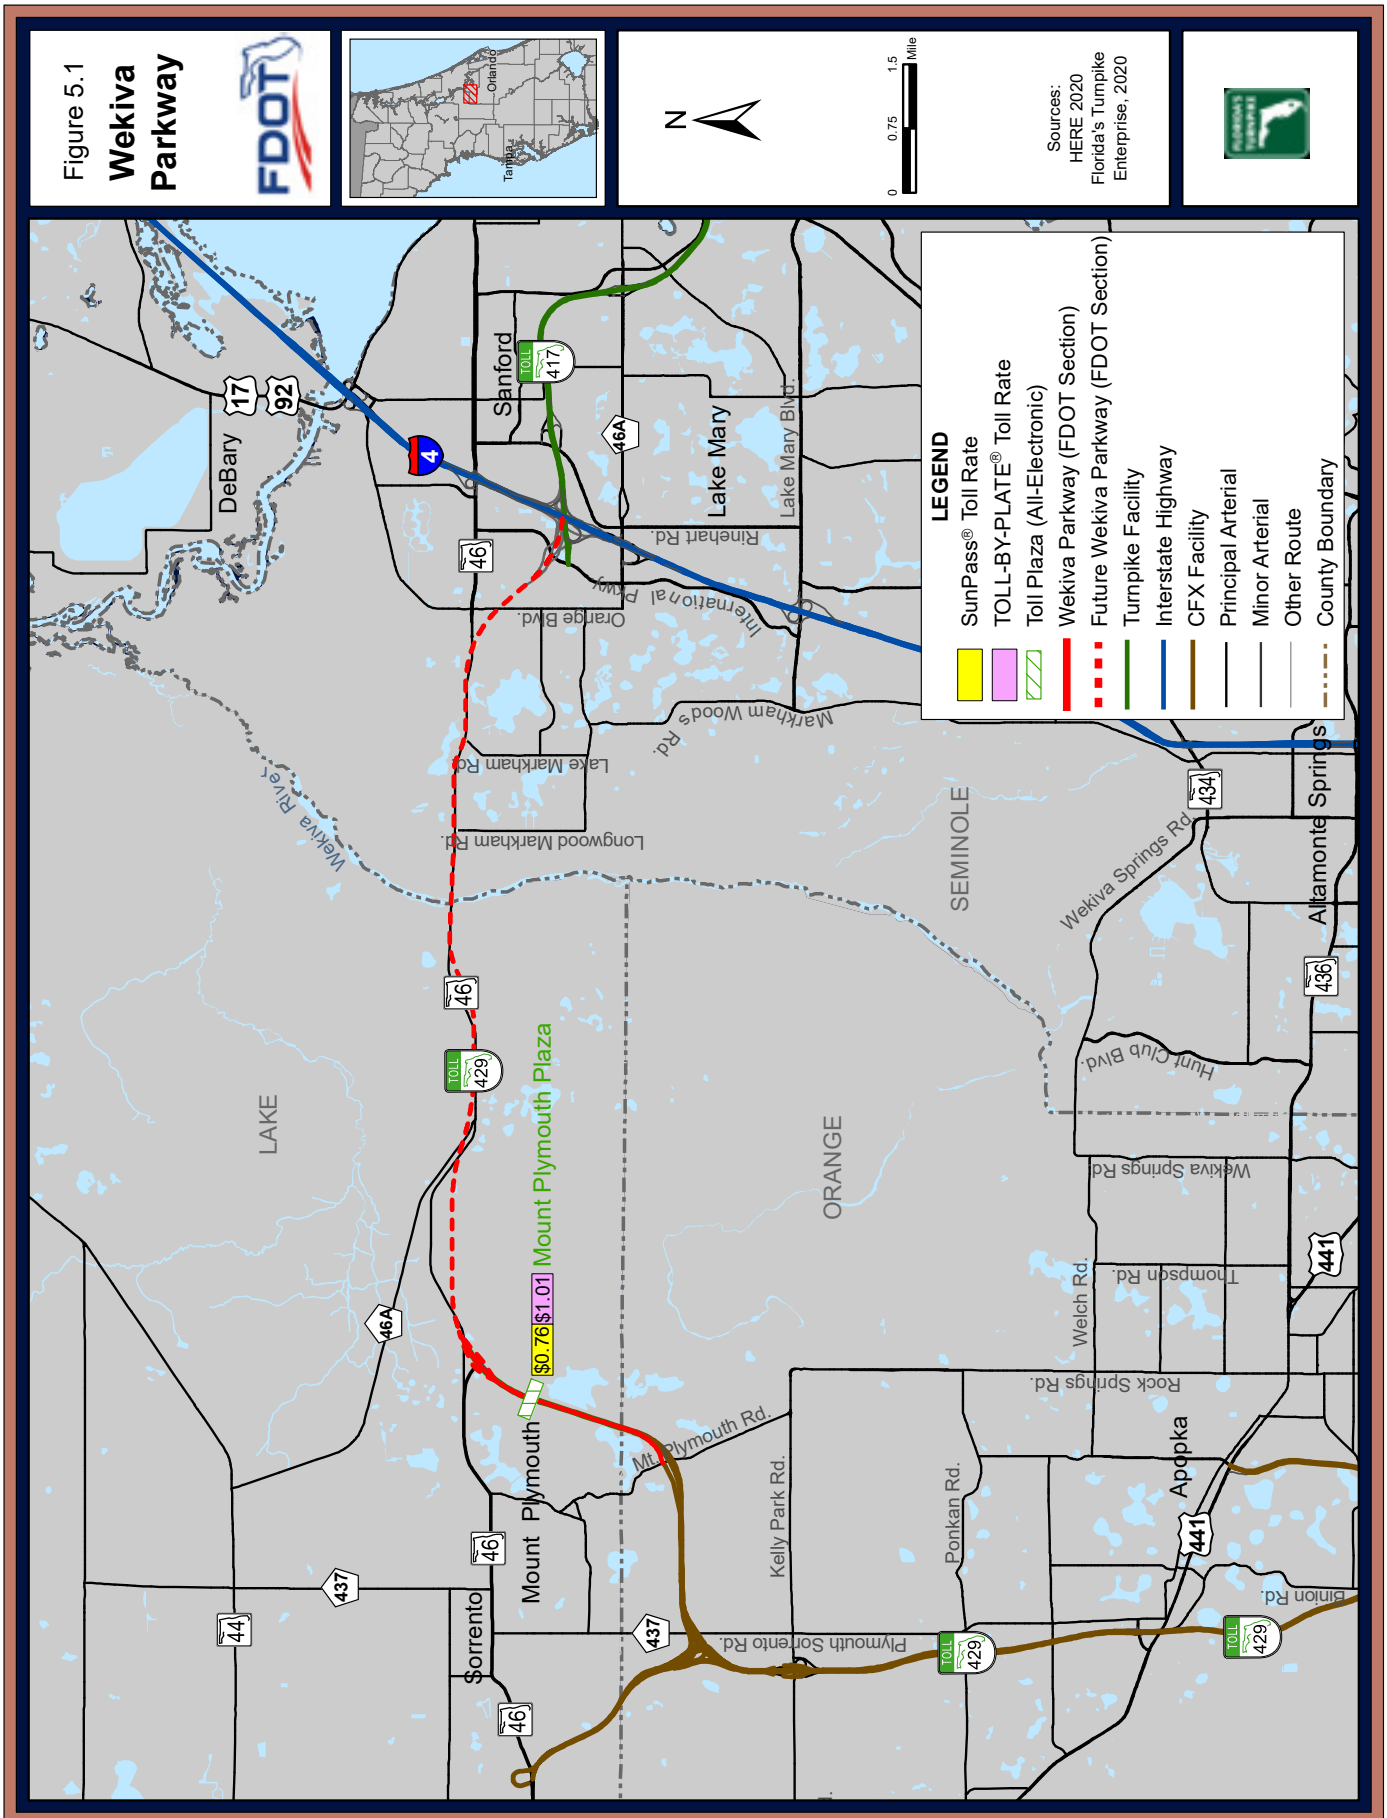 Figure 5.1
Wekiva
Parkway
FDOT
Orlando
Tampa
N
0 0.75 1.5
Mile
Sources:
HERE 2020
Florida's Turnpike
Enterprise, 2020
FLORIDA'S
TURNPIKE
LEGEND
SunPass® Toll Rate
TOLL-BY-PLATE® Toll Rate
Toll Plaza (All-Electronic)
Wekiva Parkway (FDOT Section)
Future Wekiva Parkway (FDOT Section)
Turnpike Facility
Interstate Highway
CFX Facility
Principal Arterial
Minor Arterial
Other Route
County Boundary
44
437
46A
LAKE
Wekiva River
DeBary
17
92
4
Sorrento
46
46
Mount Plymouth
$0.76 $1.01
Mount Plymouth Plaza
TOLL
429
46
Longwood Markham Rd.
Lake Markham Rd
Orange Blvd.
46
Sanford
TOLL
417
46A
International Pkwy
Rinehart Rd.
Lake Mary
Lake Mary Blvd.
Markham Woods
Rd.
437
Plymouth Sorrento Rd.
Mt. Plymouth Rd.
Kelly Park Rd.
ORANGE
SEMINOLE
TOLL
429
Ponkan Rd.
Rock Springs Rd.
Welch Rd.
Thompson Rd.
Wekiva Springs Rd
Hunt Club Blvd.
Wekiva Springs Rd.
434
Apopka
441
TOLL
429
Binion Rd.
441
436
Altamonte Springs